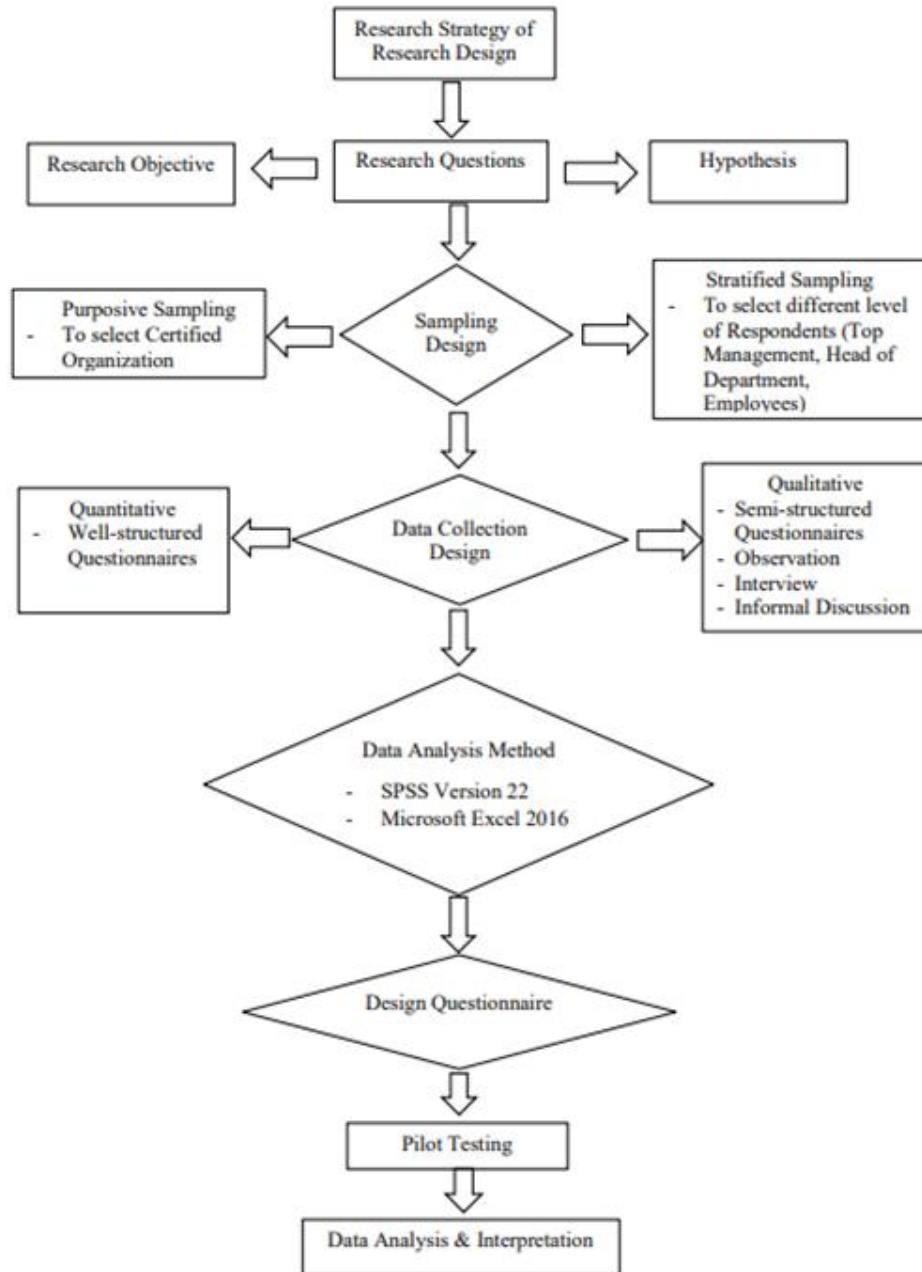 Research Strategy of
Research Design
Research Objective
Research Questions
Hypothesis
Purposive Sampling
- To select Certified
Organization
Sampling
Design
Stratified Sampling
- To select different level
of Respondents (Top
Management, Head of
Department,
Employees)
Quantitative
- Well-structured
Questionnaires
Data Collection
Design
Qualitative
- Semi-structured
Questionnaires
- Observation
- Interview
- Informal Discussion
Data Analysis Method
- SPSS Version 22
- Microsoft Excel 2016
Design Questionnaire
Pilot Testing
Data Analysis & Interpretation